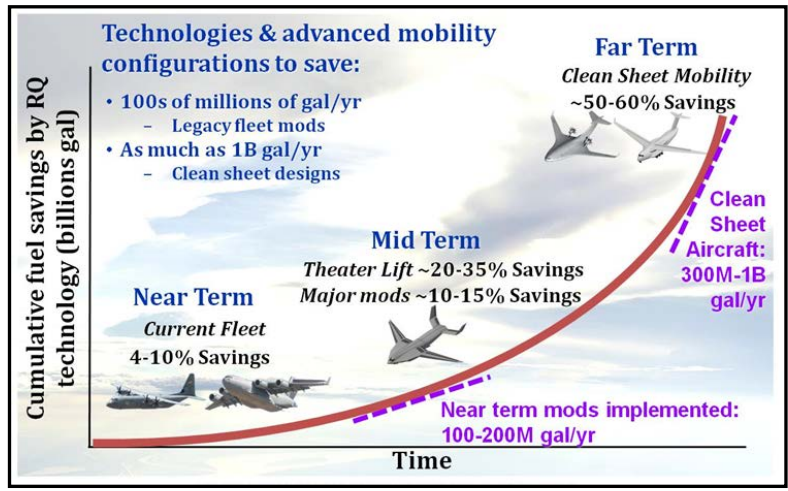 Technologies & advanced mobility
configurations to save:
• 100s of millions of gal/yr
– Legacy fleet mods
• As much as 1B gal/yr
– Clean sheet designs
Far Term
Clean Sheet Mobility
~50-60% Savings
Clean
Sheet
Aircraft:
300M-1B
gal/yr
Mid Term
Theater Lift ~20-35% Savings
Major mods ~10-15% Savings
Near Term
Current Fleet
4-10% Savings
Near term mods implemented:
100-200M gal/yr
Cumulative fuel savings by RQ
technology (billions gal)
Time